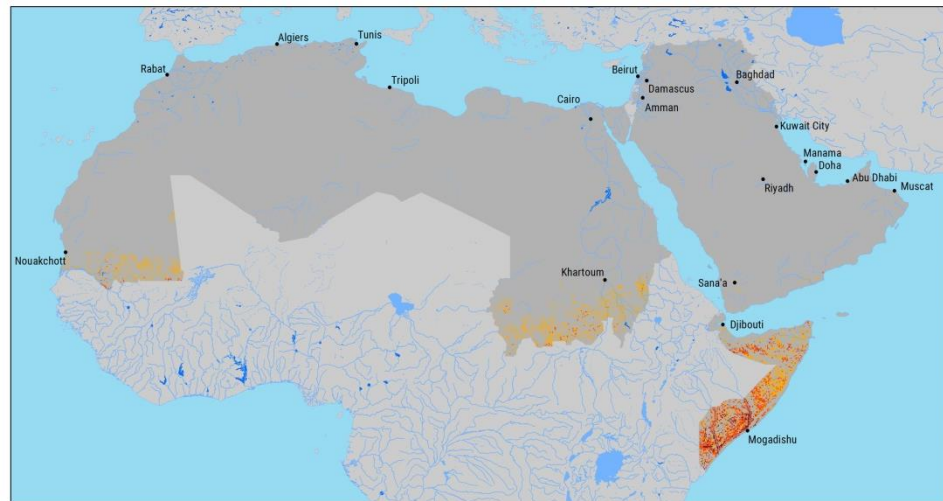 Algiers
Tunis
Rabat
Tripoli
Beirut
Baghdad
Damascus
Cairo
Amman
Kuwait City
Manama
Doha
Abu Dhabi
Riyadh
Muscat
Nouakchott
Khartoum
Sana'a
Djibouti
Mogadishu